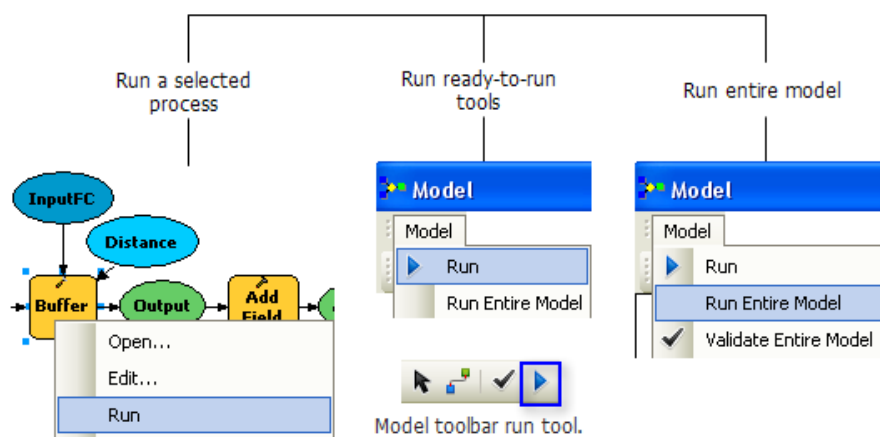 Run a selected
process
Run ready-to-run
tools
Run entire model
InputFC
Distance
Buffer
Output
Add
Field
Open...
Edit...
Run
Model
Model
Run
Run Entire Model
Model toolbar run tool.
Model
Model
Run
Run Entire Model
Validate Entire Model